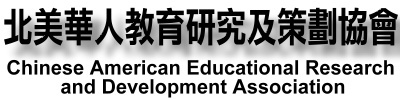 北美華人教育研究及策劃協會
Chinese American Educational Research
and Development Association